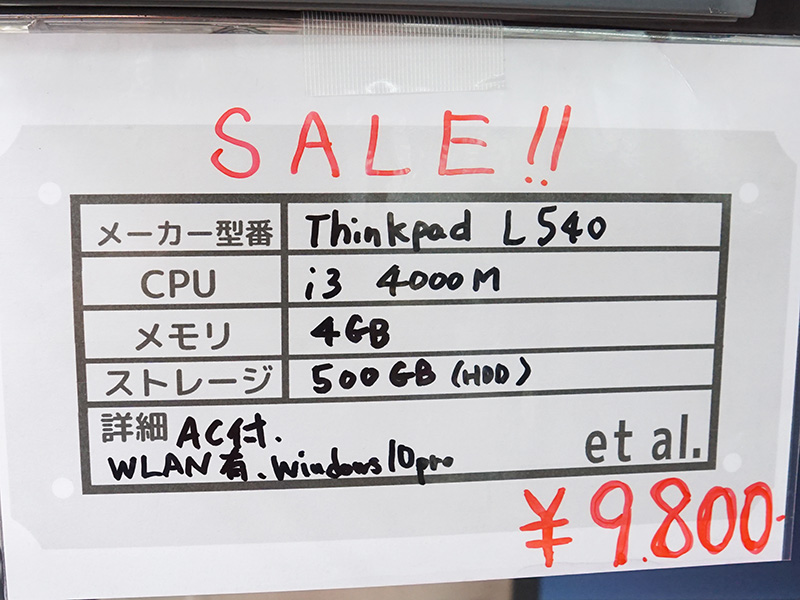 SALE!!
メーカー型番 Thinkpad L540
CPU i3 4000M
メモリ 4GB
ストレージ 500GB (HDD)
詳細 AC付.
WLAN有. Windows10pro
et al.
¥9.800-